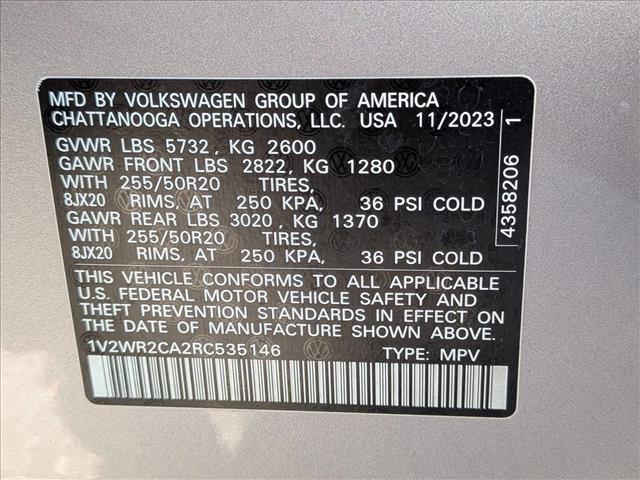 MFD BY VOLKSWAGEN GROUP OF AMERICA
CHATTANOOGA OPERATIONS, LLC. USA 11/2023
GVWR LBS 5732, KG 2600
GAWR FRONT LBS 2822, KG 1280
WITH 255/50R20 TIRES,
8JX20 RIMS, AT 250 KPA, 36 PSI COLD
GAWR REAR LBS 3020, KG 1370
WITH 255/50R20 TIRES,
8JX20 RIMS, AT 250 KPA, 36 PSI COLD
THIS VEHICLE CONFORMS TO ALL APPLICABLE
U.S. FEDERAL MOTOR VEHICLE SAFETY AND
THEFT PREVENTION STANDARDS IN EFFECT ON
THE DATE OF MANUFACTURE SHOWN ABOVE.
1V2WR2CA2RC535146 TYPE: MPV
4358206 1